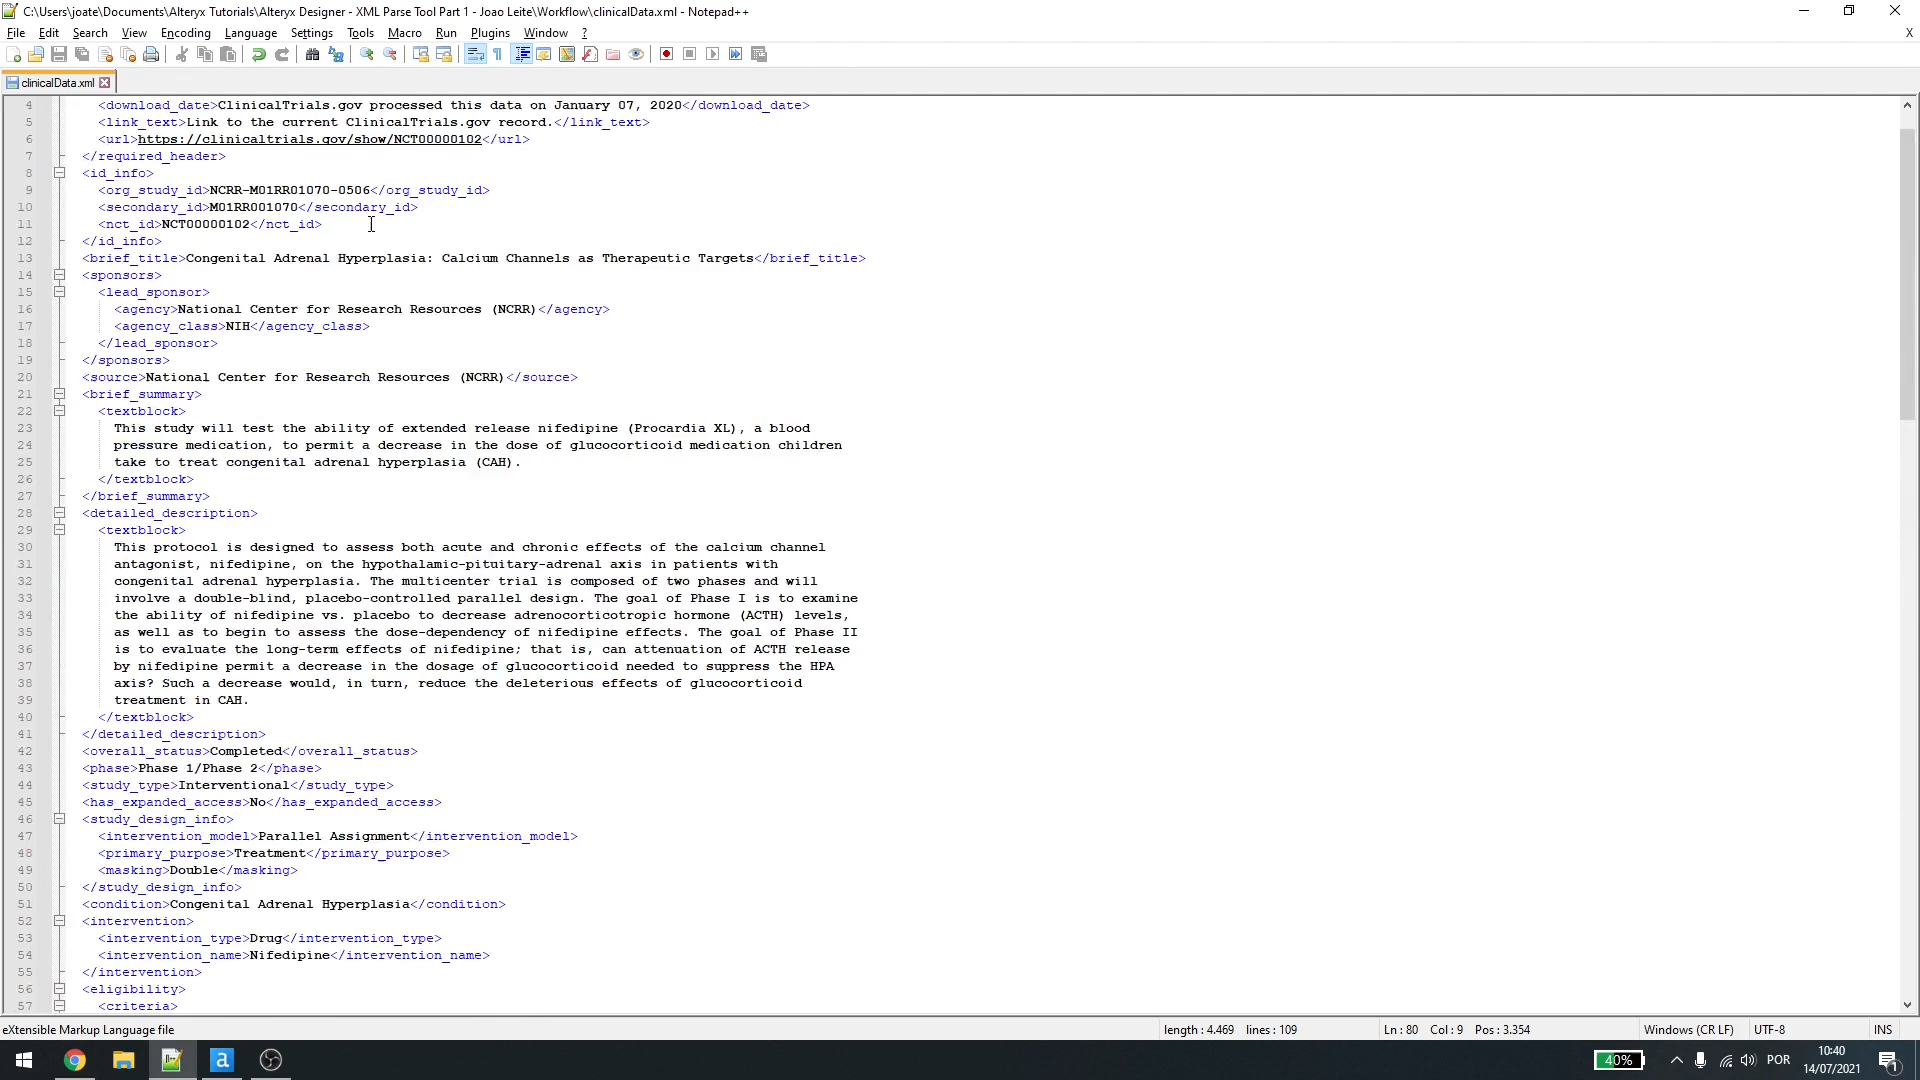 C:\Users\joate\Documents\Alteryx Tutorials\Alteryx Designer - XML Parse Tool Part 1 - Joao Leite\Workflow\clinicalData.xml - Notepad++
File Edit Search View Encoding Language Settings Tools Macro Run Plugins Window ? X
clinicalData.xml
4 <download_date>ClinicalTrials.gov processed this data on January 07, 2020</download_date>
5 <link_text>Link to the current ClinicalTrials.gov record.</link_text>
6 <url>https://clinicaltrials.gov/show/NCT00000102</url>
7 </required_header>
8 <id_info>
9 <org_study_id>NCRR-M01RR01070-0506</org_study_id>
10 <secondary_id>M01RR001070</secondary_id>
11 <nct_id>NCT00000102</nct_id>
12 </id_info>
13 <brief_title>Congenital Adrenal Hyperplasia: Calcium Channels as Therapeutic Targets</brief_title>
14 <sponsors>
15 <lead_sponsor>
16 <agency>National Center for Research Resources (NCRR)</agency>
17 <agency_class>NIH</agency_class>
18 </lead_sponsor>
19 </sponsors>
20 <source>National Center for Research Resources (NCRR)</source>
21 <brief_summary>
22 <textblock>
23 This study will test the ability of extended release nifedipine (Procardia XL), a blood
24 pressure medication, to permit a decrease in the dose of glucocorticoid medication children
25 take to treat congenital adrenal hyperplasia (CAH).
26 </textblock>
27 </brief_summary>
28 <detailed_description>
29 <textblock>
30 This protocol is designed to assess both acute and chronic effects of the calcium channel
31 antagonist, nifedipine, on the hypothalamic-pituitary-adrenal axis in patients with
32 congenital adrenal hyperplasia. The multicenter trial is composed of two phases and will
33 involve a double-blind, placebo-controlled parallel design. The goal of Phase I is to examine
34 the ability of nifedipine vs. placebo to decrease adrenocorticotropic hormone (ACTH) levels,
35 as well as to begin to assess the dose-dependency of nifedipine effects. The goal of Phase II
36 is to evaluate the long-term effects of nifedipine; that is, can attenuation of ACTH release
37 by nifedipine permit a decrease in the dosage of glucocorticoid needed to suppress the HPA
38 axis? Such a decrease would, in turn, reduce the deleterious effects of glucocorticoid
39 treatment in CAH.
40 </textblock>
41 </detailed_description>
42 <overall_status>Completed</overall_status>
43 <phase>Phase 1/Phase 2</phase>
44 <study_type>Interventional</study_type>
45 <has_expanded_access>No</has_expanded_access>
46 <study_design_info>
47 <intervention_model>Parallel Assignment</intervention_model>
48 <primary_purpose>Treatment</primary_purpose>
49 <masking>Double</masking>
50 </study_design_info>
51 <condition>Congenital Adrenal Hyperplasia</condition>
52 <intervention>
53 <intervention_type>Drug</intervention_type>
54 <intervention_name>Nifedipine</intervention_name>
55 </intervention>
56 <eligibility>
57 <criteria>
eXtensible Markup Language file length : 4.469 lines : 109 Ln : 80 Col : 9 Pos : 3.354 Windows (CR LF) UTF-8 INS
a 40% POR 10:40
14/07/2021 1